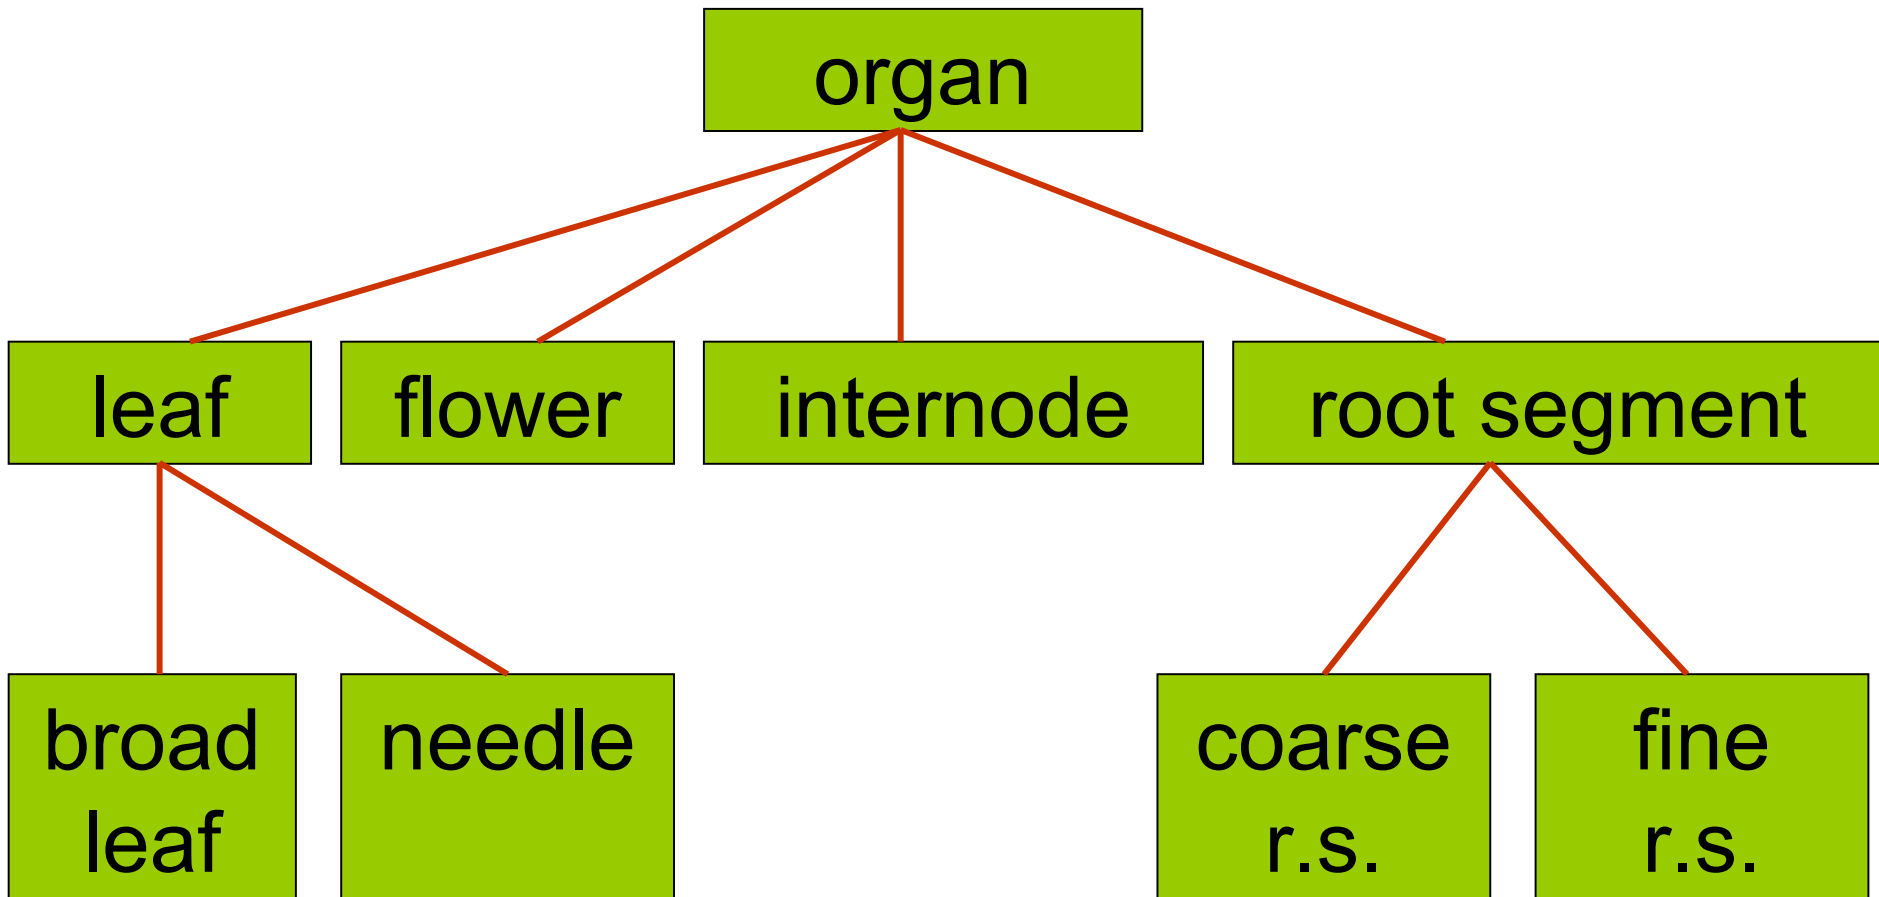 organ
leaf
flower
internode
root segment
broad
leaf
needle
coarse
r.s.
fine
r.s.